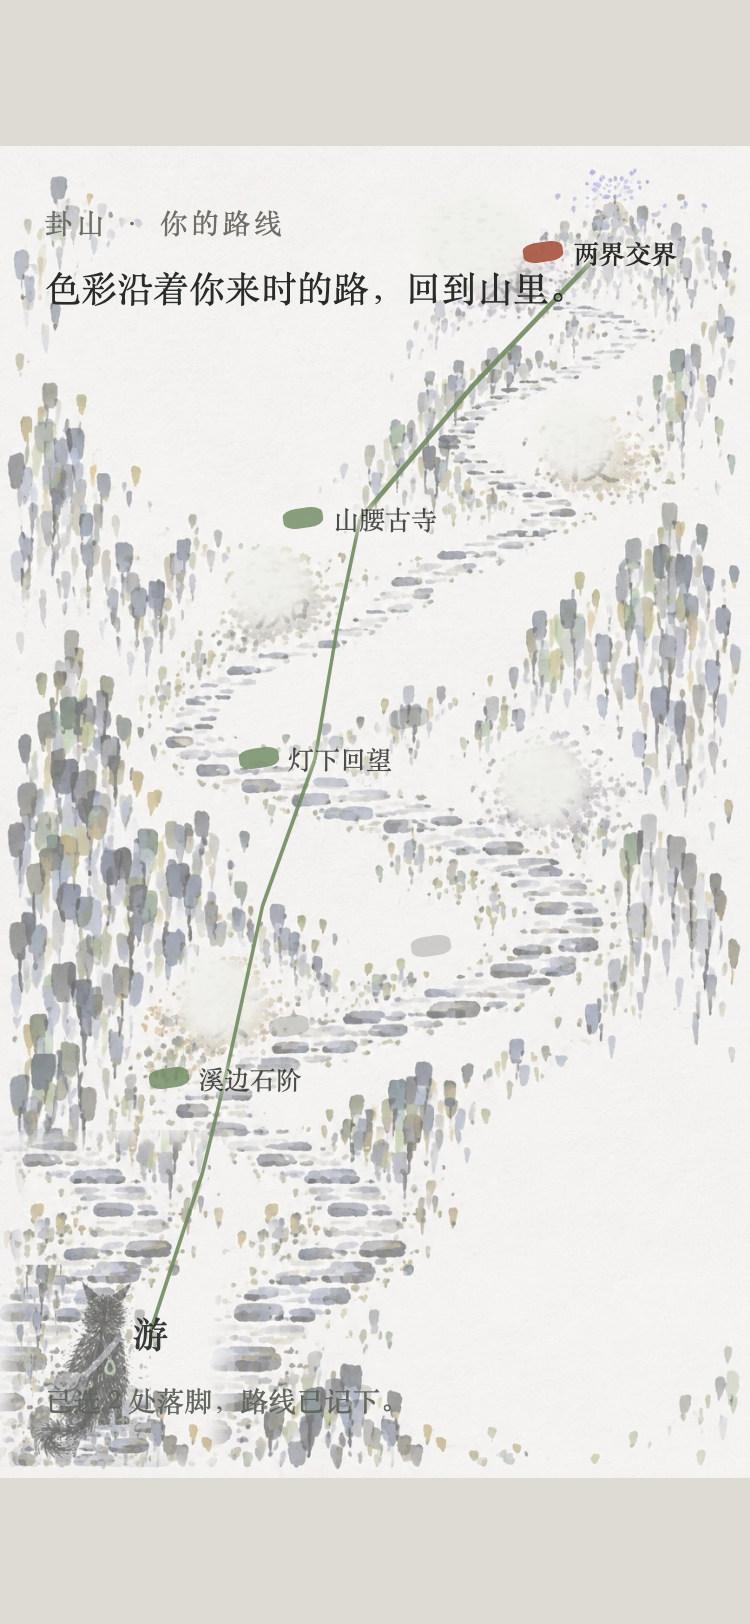 卦山 · 你的路线
两界交界
色彩沿着你来时的路，回到山里。
山腰古寺
灯下回望
溪边石阶
游
处落脚，路线已记下。